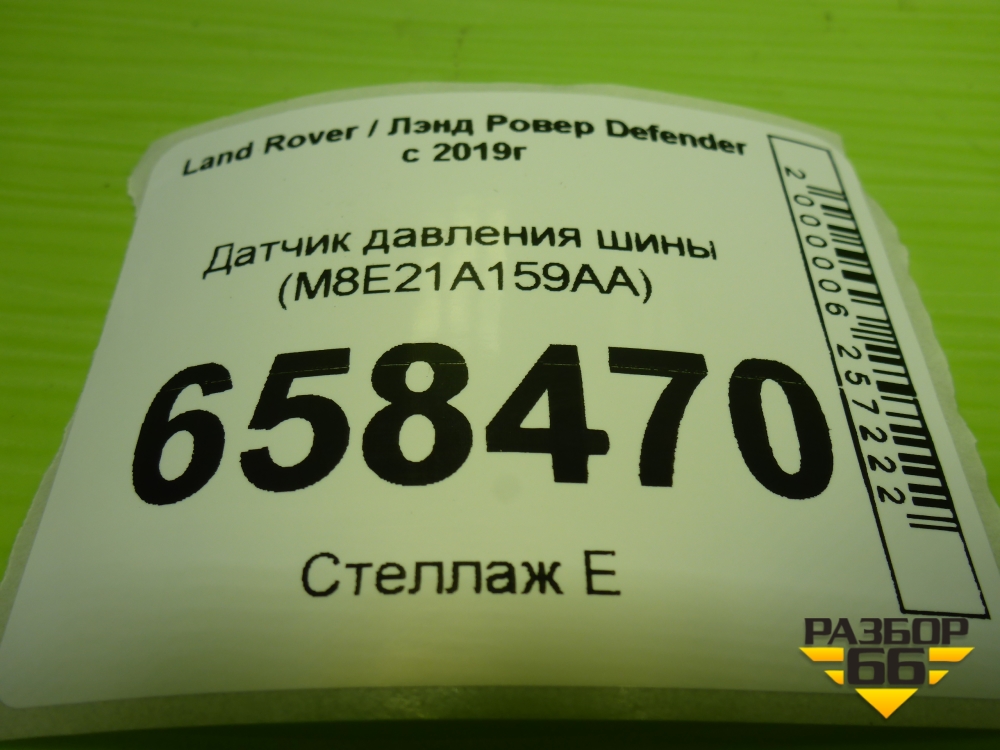 Land Rover / Лэнд Ровер Defender
с 2019г
Датчик давления шины
(M8E21A159AA)
658470
Стеллаж Е
2000006257222
РАЗБОР
66